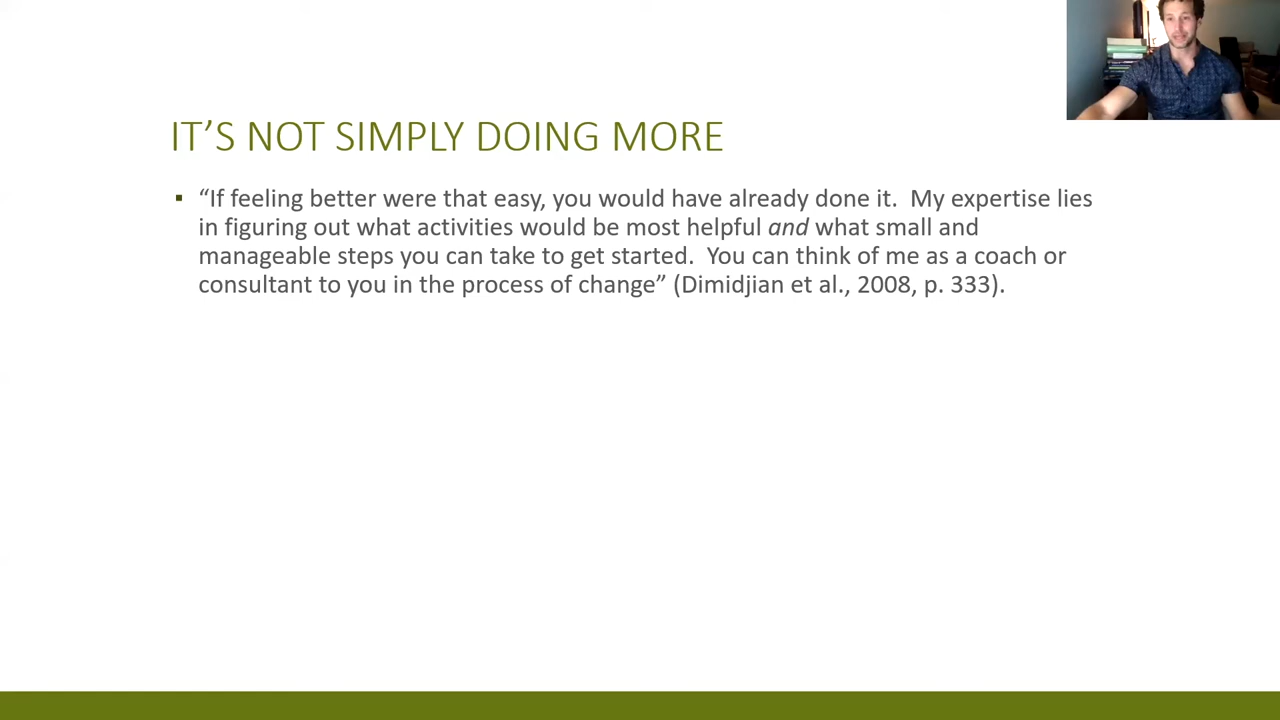 IT’S NOT SIMPLY DOING MORE
▪ “If feeling better were that easy, you would have already done it.  My expertise lies
in figuring out what activities would be most helpful and what small and
manageable steps you can take to get started.  You can think of me as a coach or
consultant to you in the process of change” (Dimidjian et al., 2008, p. 333).